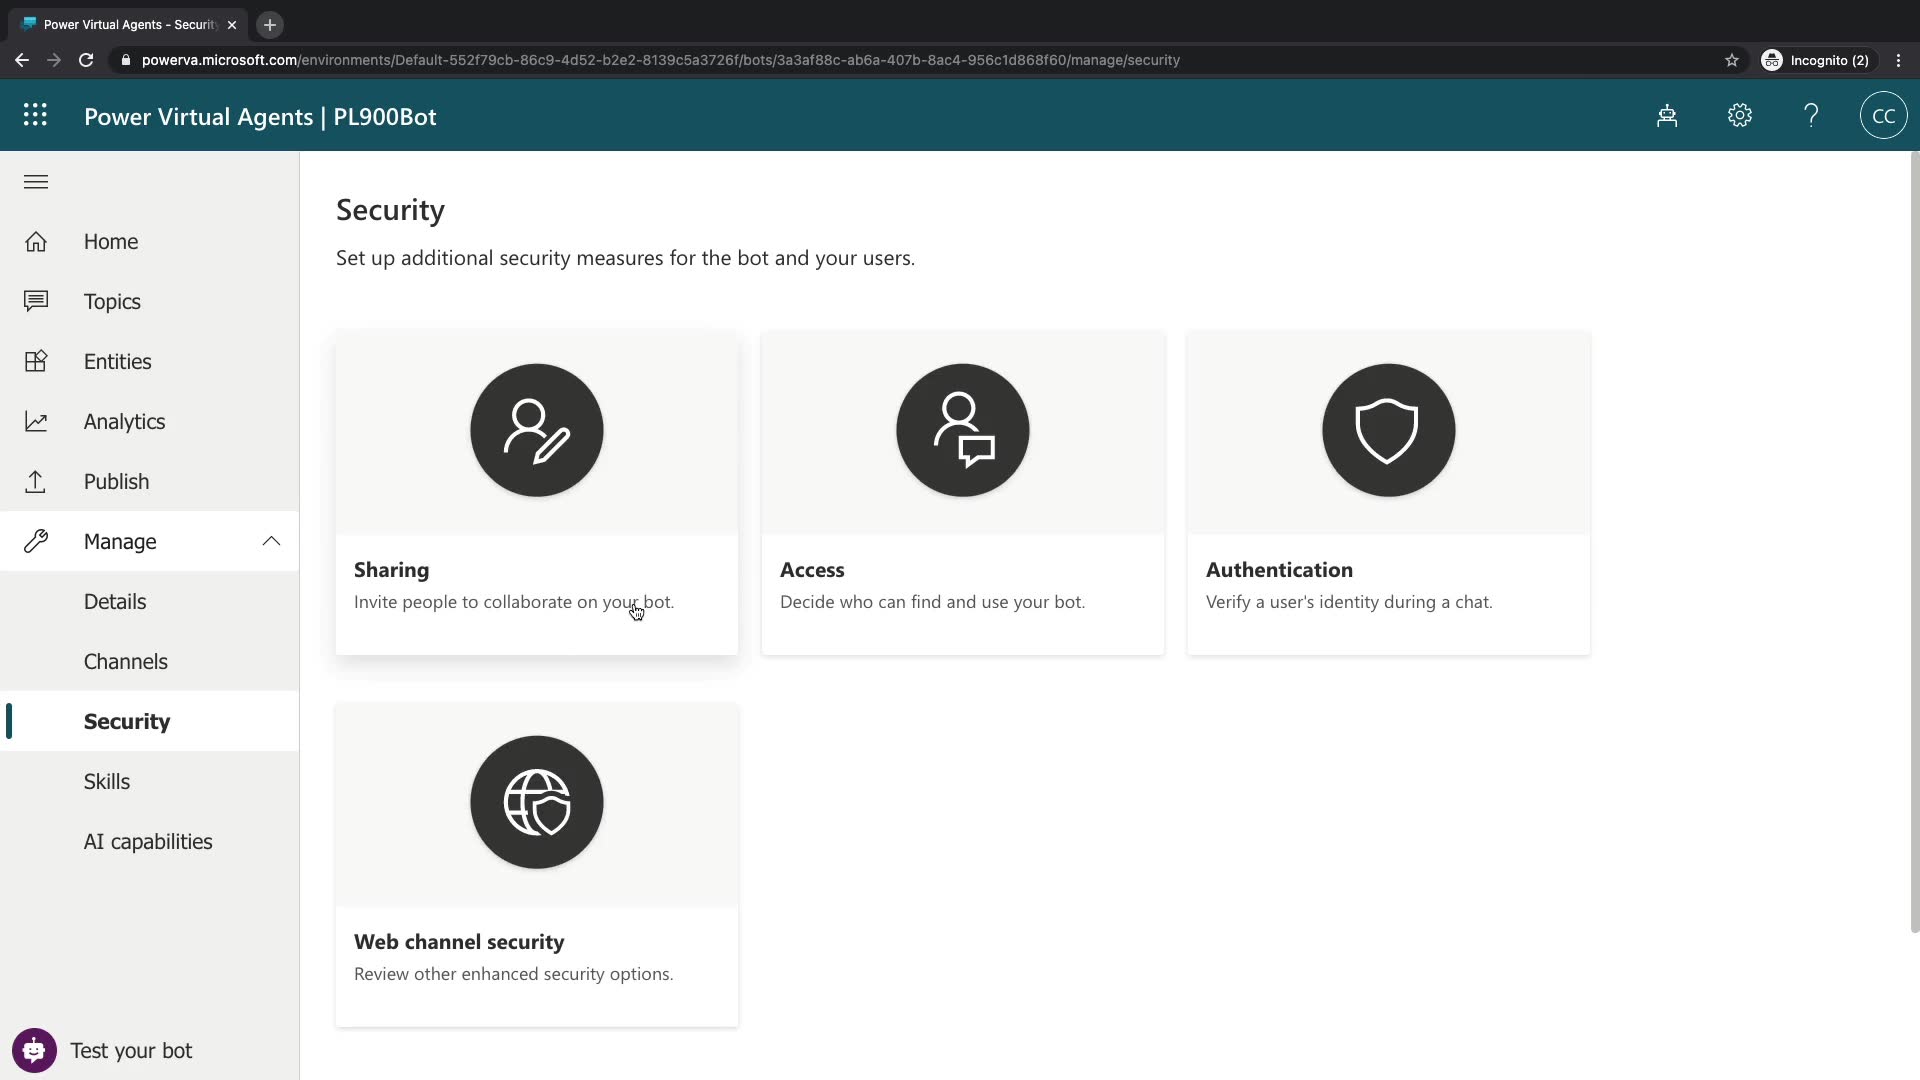 Power Virtual Agents - Securit
powerva.microsoft.com/environments/Default-552f79cb-86c9-4d52-b2e2-8139c5a3726f/bots/3a3af88c-ab6a-407b-8ac4-956c1d868f60/manage/security
Incognito (2)
Power Virtual Agents | PL900Bot
CC
Home
Topics
Entities
Analytics
Publish
Manage
Details
Channels
Security
Skills
AI capabilities
Test your bot
Security
Set up additional security measures for the bot and your users.
Sharing
Invite people to collaborate on your bot.
Access
Decide who can find and use your bot.
Authentication
Verify a user's identity during a chat.
Web channel security
Review other enhanced security options.